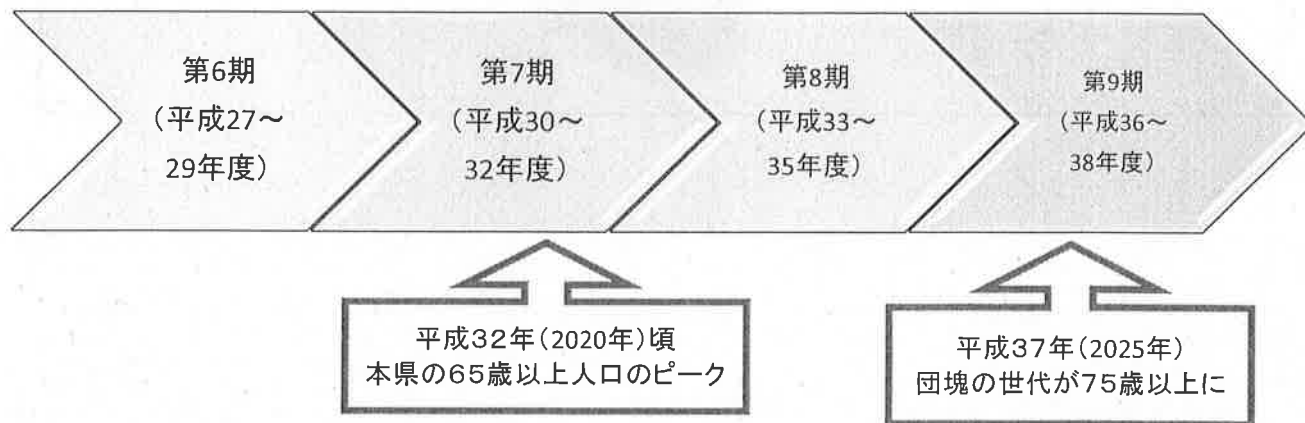 第6期
(平成27～
29年度)
第7期
(平成30～
32年度)
第8期
(平成33～
35年度)
第9期
(平成36～
38年度)
平成32年(2020年)頃
本県の65歳以上人口のピーク
平成37年(2025年)
団塊の世代が75歳以上に